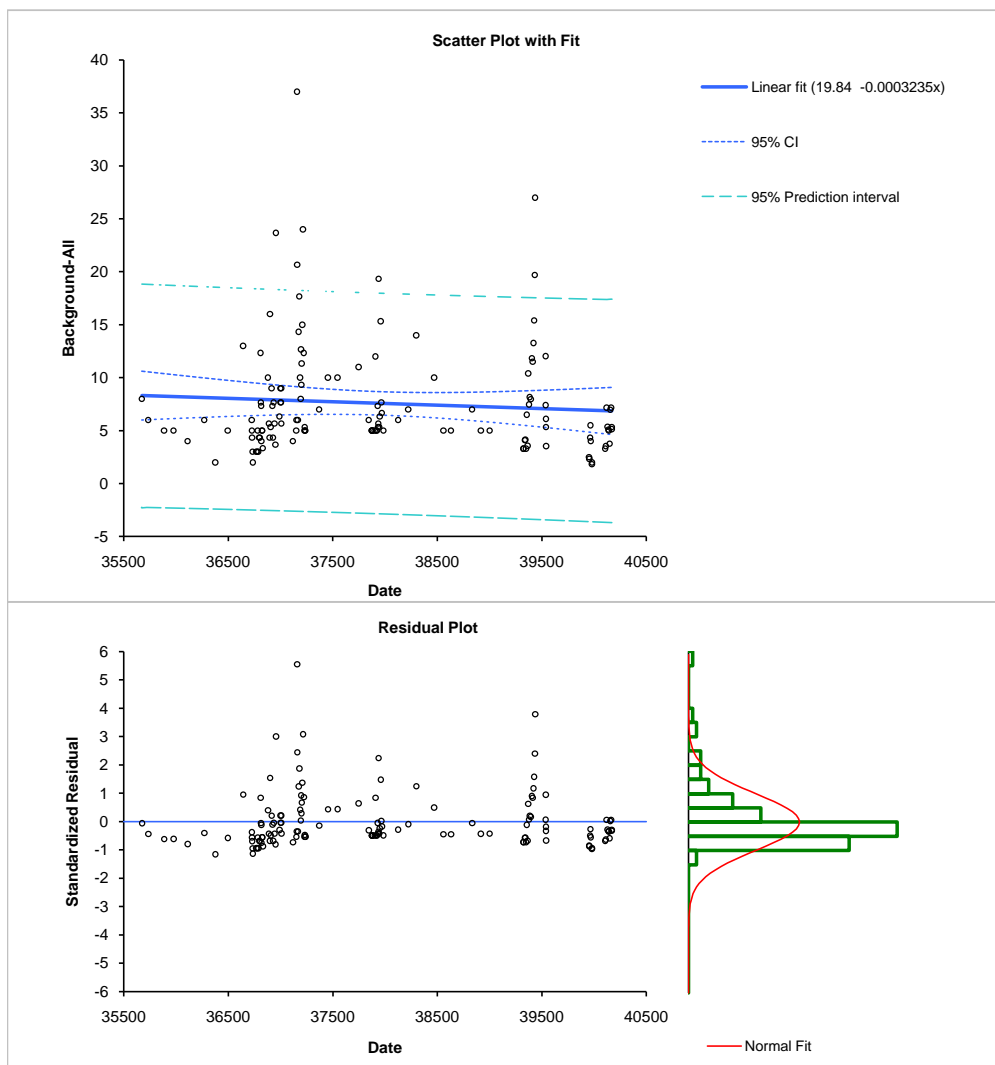 Scatter Plot with Fit
40
35
30
25
20
15
10
5
0
-5
Background-All
35500 36500 37500 38500 39500 40500
Date
Linear fit (19.84 -0.0003235x)
95% CI
95% Prediction interval
Residual Plot
6
5
4
3
2
1
0
-1
-2
-3
-4
-5
-6
Standardized Residual
35500 36500 37500 38500 39500 40500
Date
Normal Fit